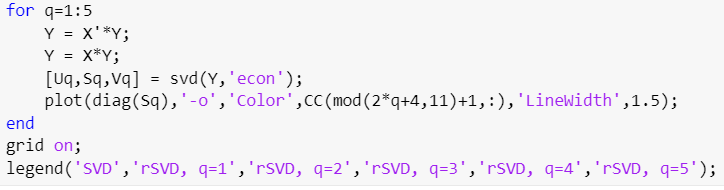 for q=1:5
Y = X'*Y;
Y = X*Y;
[Uq,Sq,Vq] = svd(Y,'econ');
plot(diag(Sq),'-o','Color',CC(mod(2*q+4,11)+1,:),'LineWidth',1.5);
end
grid on;
legend('SVD','rSVD, q=1','rSVD, q=2','rSVD, q=3','rSVD, q=4','rSVD, q=5');